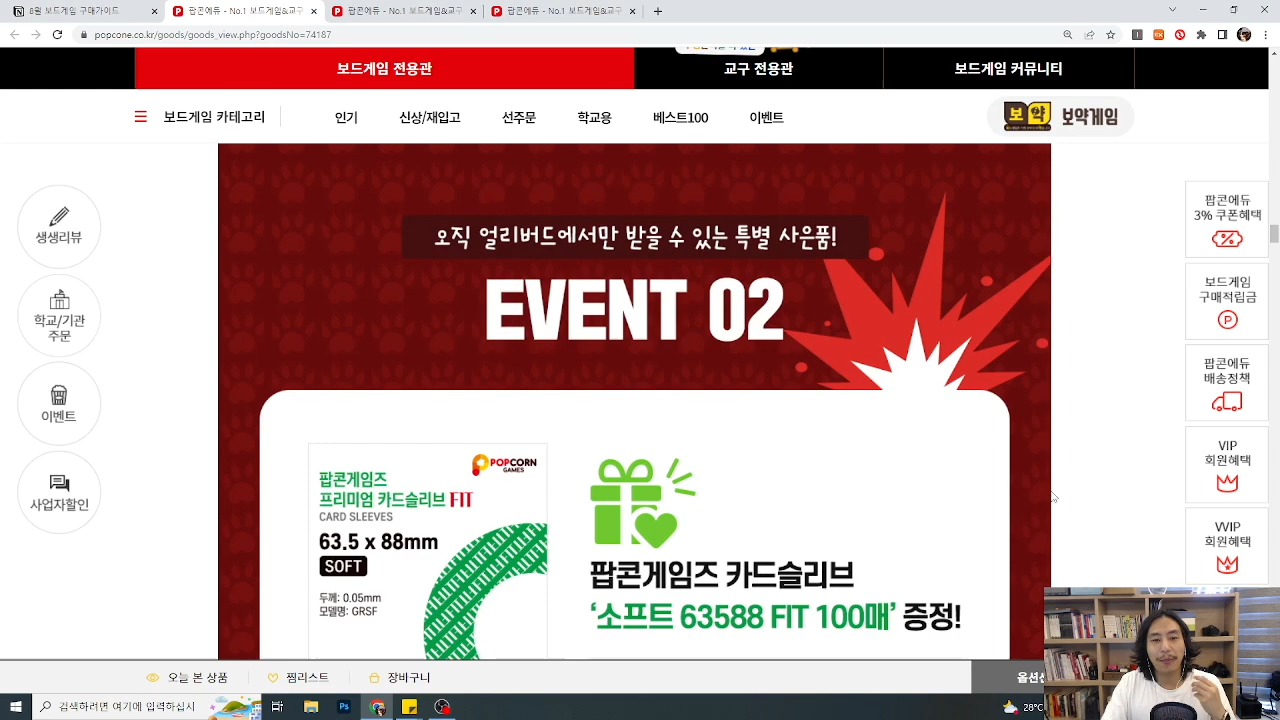 8월 보드게임 구매가이드
팝콘에듀 - No.1 보드게임&교구
팝콘에듀 - No.1 보드게임&교구
팝콘에듀 - No.1 보드게임&교구
popcone.co.kr/goods/goods_view.php?goodsNo=74187
보드게임 전용관
교구 전용관
보드게임 커뮤니티
보드게임 카테고리
인기
신상/재입고
선주문
학교용
베스트100
이벤트
보약
보약게임
생생리뷰
학교/기관
주문
이벤트
사업자할인
오직 얼리버드에서만 받을 수 있는 특별 사은품!
EVENT 02
POPCORN
GAMES
팝콘게임즈
프리미엄 카드슬리브 FIT
CARD SLEEVES
63.5 x 88mm
SOFT
두께: 0.05mm
모델명: GRSF
팝콘게임즈 카드슬리브
‘소프트 63588 FIT 100매’ 증정!
팝콘에듀
3% 쿠폰혜택
보드게임
구매적립금
P
팝콘에듀
배송정책
VIP
회원혜택
VVIP
회원혜택
오늘 본 상품
찜리스트
장바구니
검색하려면 여기에 입력하십시
28°C